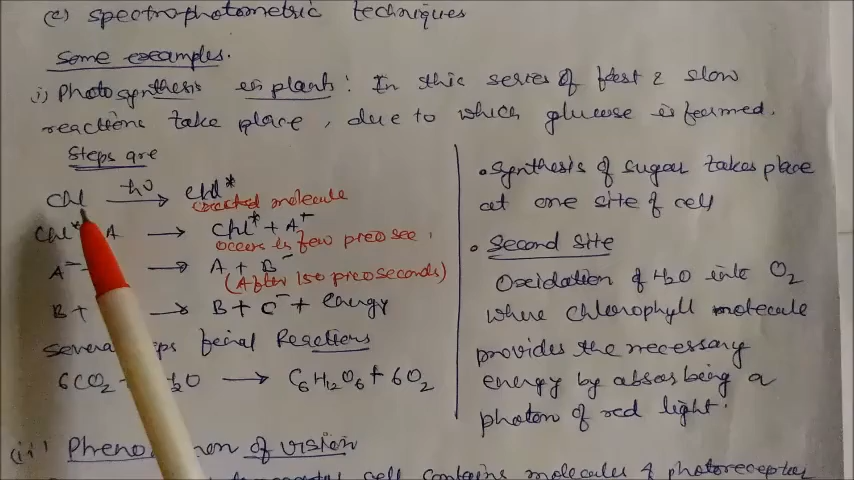 (c) spectrophotometric techniques
Some examples.
i) Photosynthesis in plants: In this series of fast & slow
reactions take place, due to which glucose is formed.
Steps are
Chl hν → Chl*
excited molecule
Chl* A → Chl* + A+
occurs in few pico sec.
A → A + B-
(After 150 picoseconds)
B + → B + C- + Energy
several final Reactions
6CO2 → C6H12O6 + 6O2
• Synthesis of sugar takes place
at one site of cell
• Second site
Oxidation of H2O into O2
where chlorophyll molecule
provides the necessary
energy by absorbing a
photon of red light.
(ii) Phenomenon of vision
cell contains molecules of photoreceptor